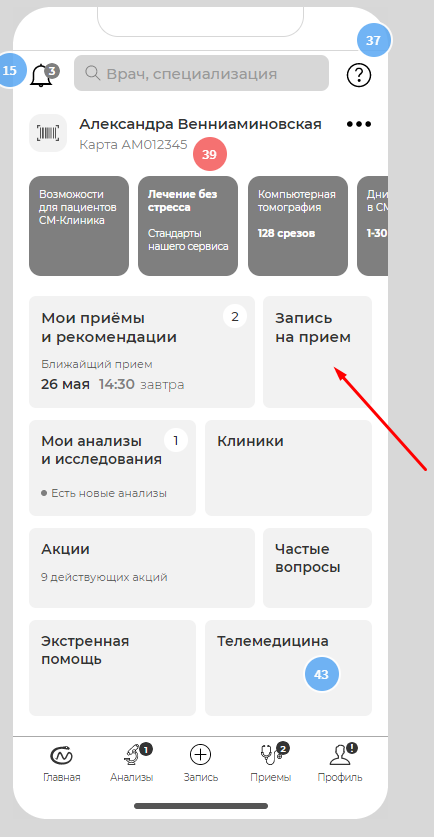 37
15
3
Врач, специализация
?
Александра Венниаминовская
Карта АМ012345
39
Возможости
для пациентов
СМ-Клиника
Лечение без
стресса
Стандарты
нашего сервиса
Компьютерная
томография
128 срезов
Дни
в СМ
1-30
Мои приёмы
и рекомендации
2
Ближайщий прием
26 мая 14:30 завтра
Запись
на прием
Мои анализы
и исследования
1
Есть новые анализы
Клиники
Акции
9 действующих акций
Частые
вопросы
Экстренная
помощь
Телемедицина
43
1
2
!
Главная
Анализы
Запись
Приемы
Профиль